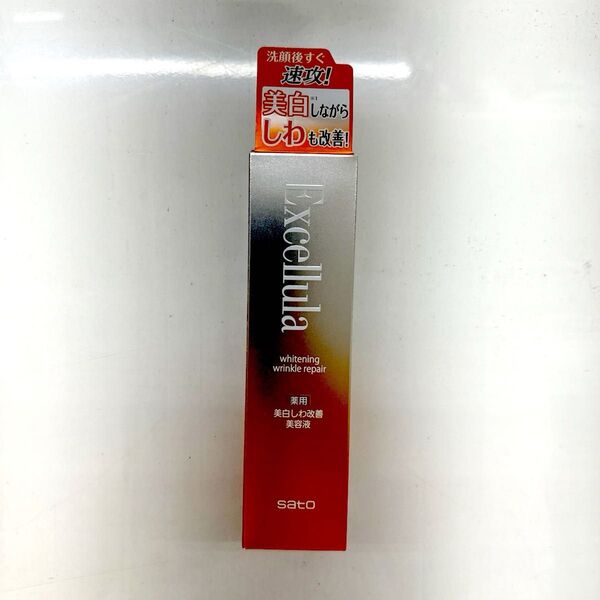 洗顔後すぐ
速攻!
美白※1しながら
しわも改善!
Excellula
whitening
wrinkle repair
薬用
美白しわ改善
美容液
sato